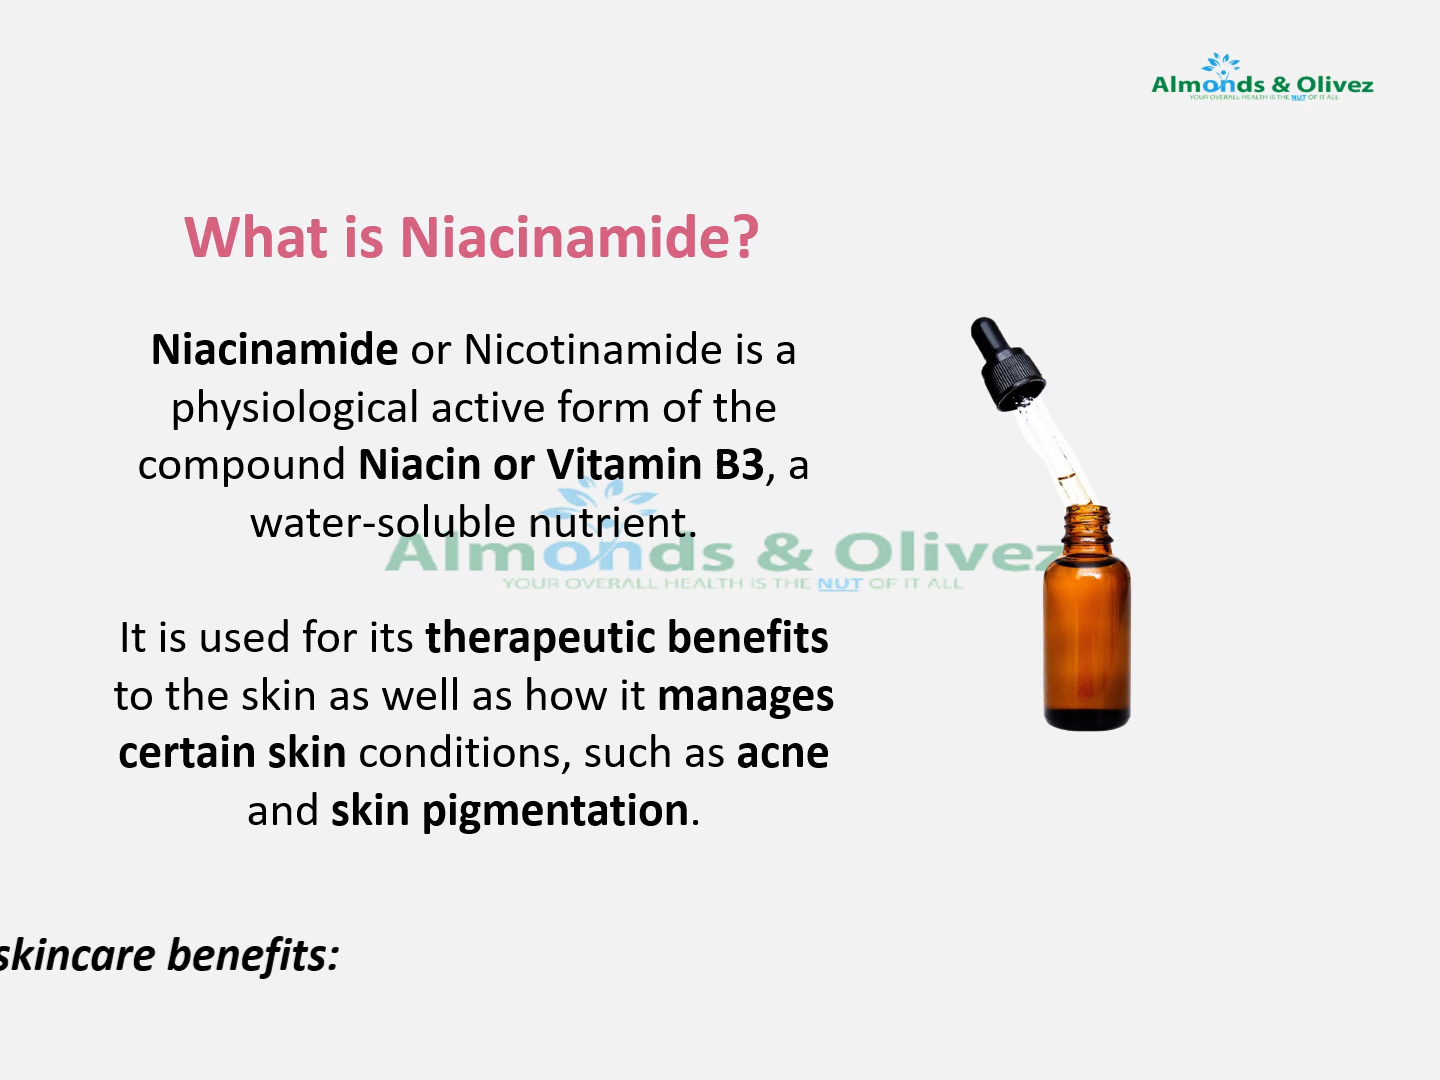 Almonds & Olivez
YOUR OVERALL HEALTH IS THE NUT OF IT ALL
What is Niacinamide?
Niacinamide or Nicotinamide is a
physiological active form of the
compound Niacin or Vitamin B3, a
water-soluble nutrient.
Almonds & Olivez
YOUR OVERALL HEALTH IS THE NUT OF IT ALL
It is used for its therapeutic benefits
to the skin as well as how it manages
certain skin conditions, such as acne
and skin pigmentation.
skincare benefits: